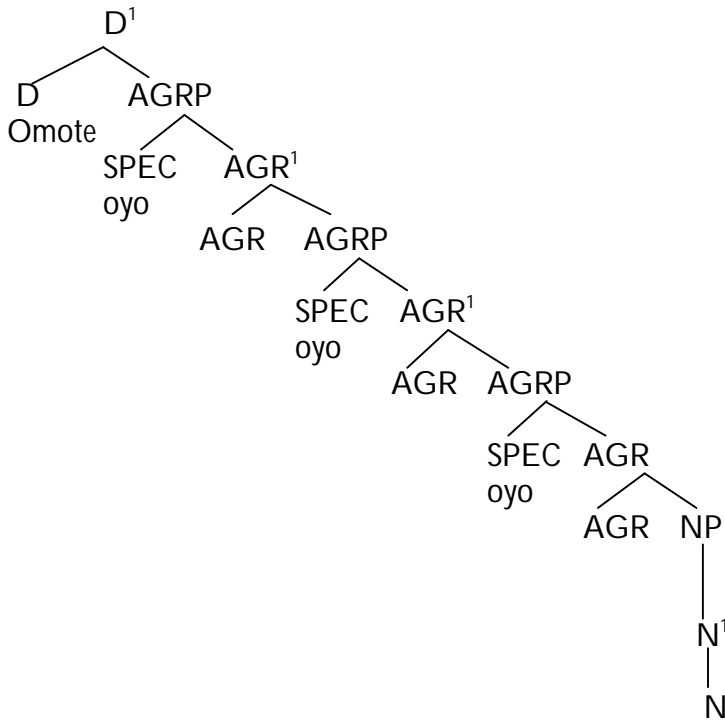 D¹
D AGRP
Omote
SPEC AGR¹
oyo
AGR AGRP
SPEC AGR¹
oyo
AGR AGRP
SPEC AGR
oyo
AGR NP
N¹
N